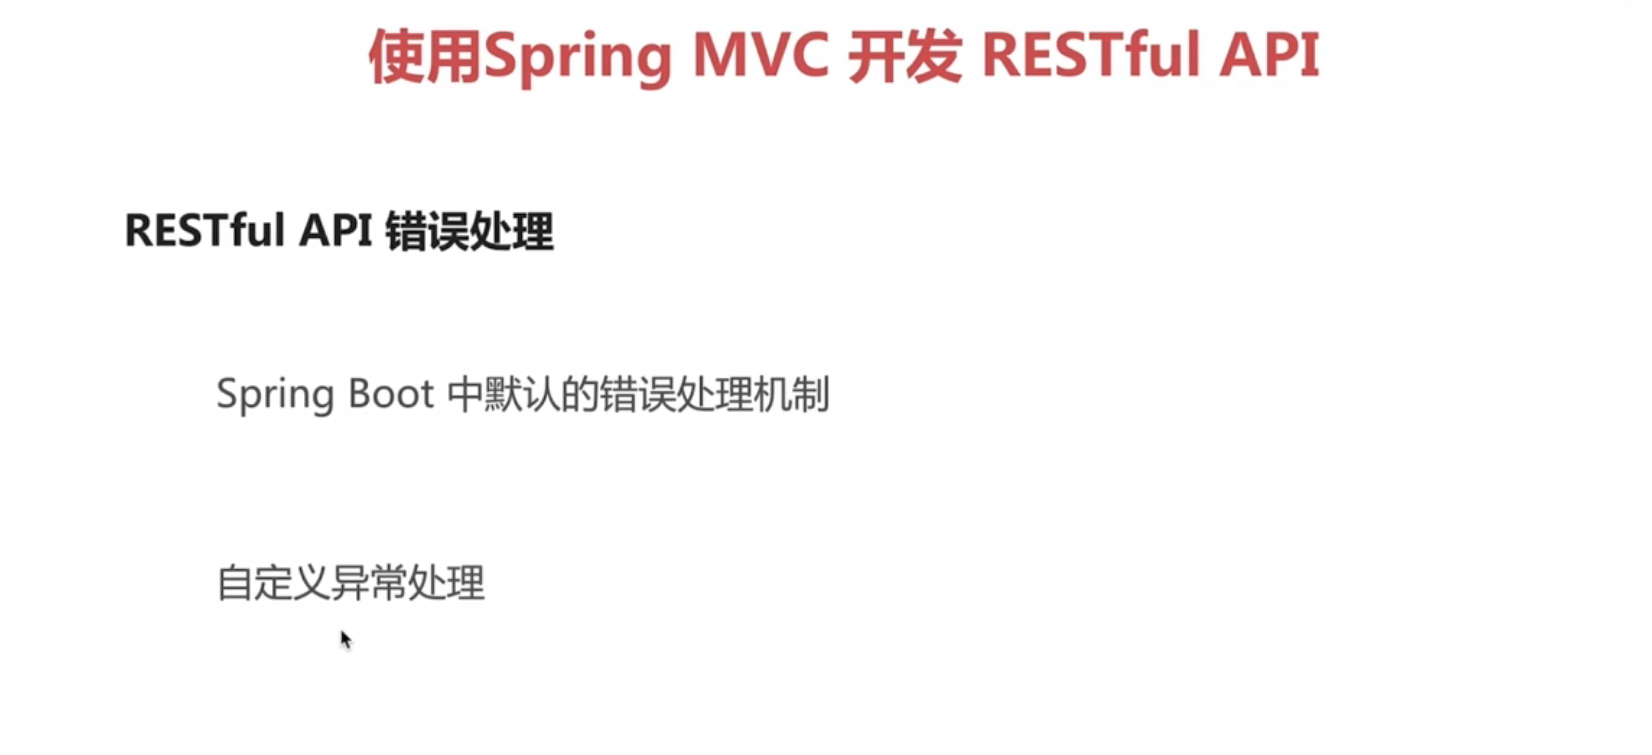 使用Spring MVC 开发 RESTful API
RESTful API 错误处理
Spring Boot 中默认的错误处理机制
自定义异常处理